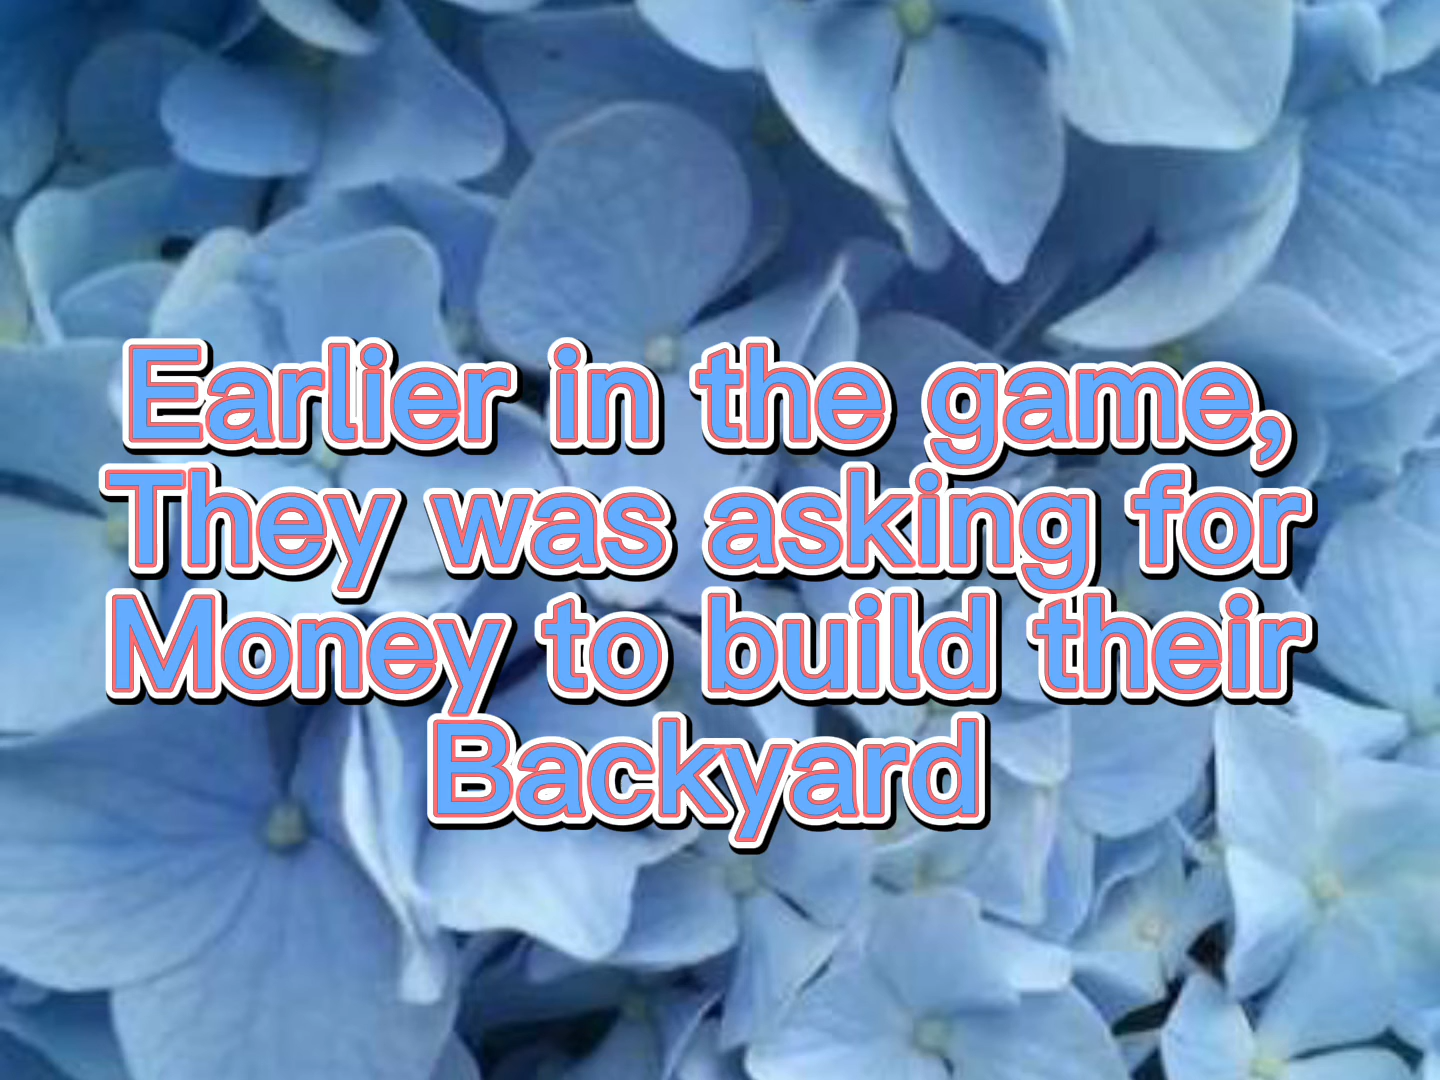 Earlier in the game,
They was asking for
Money to build their
Backyard